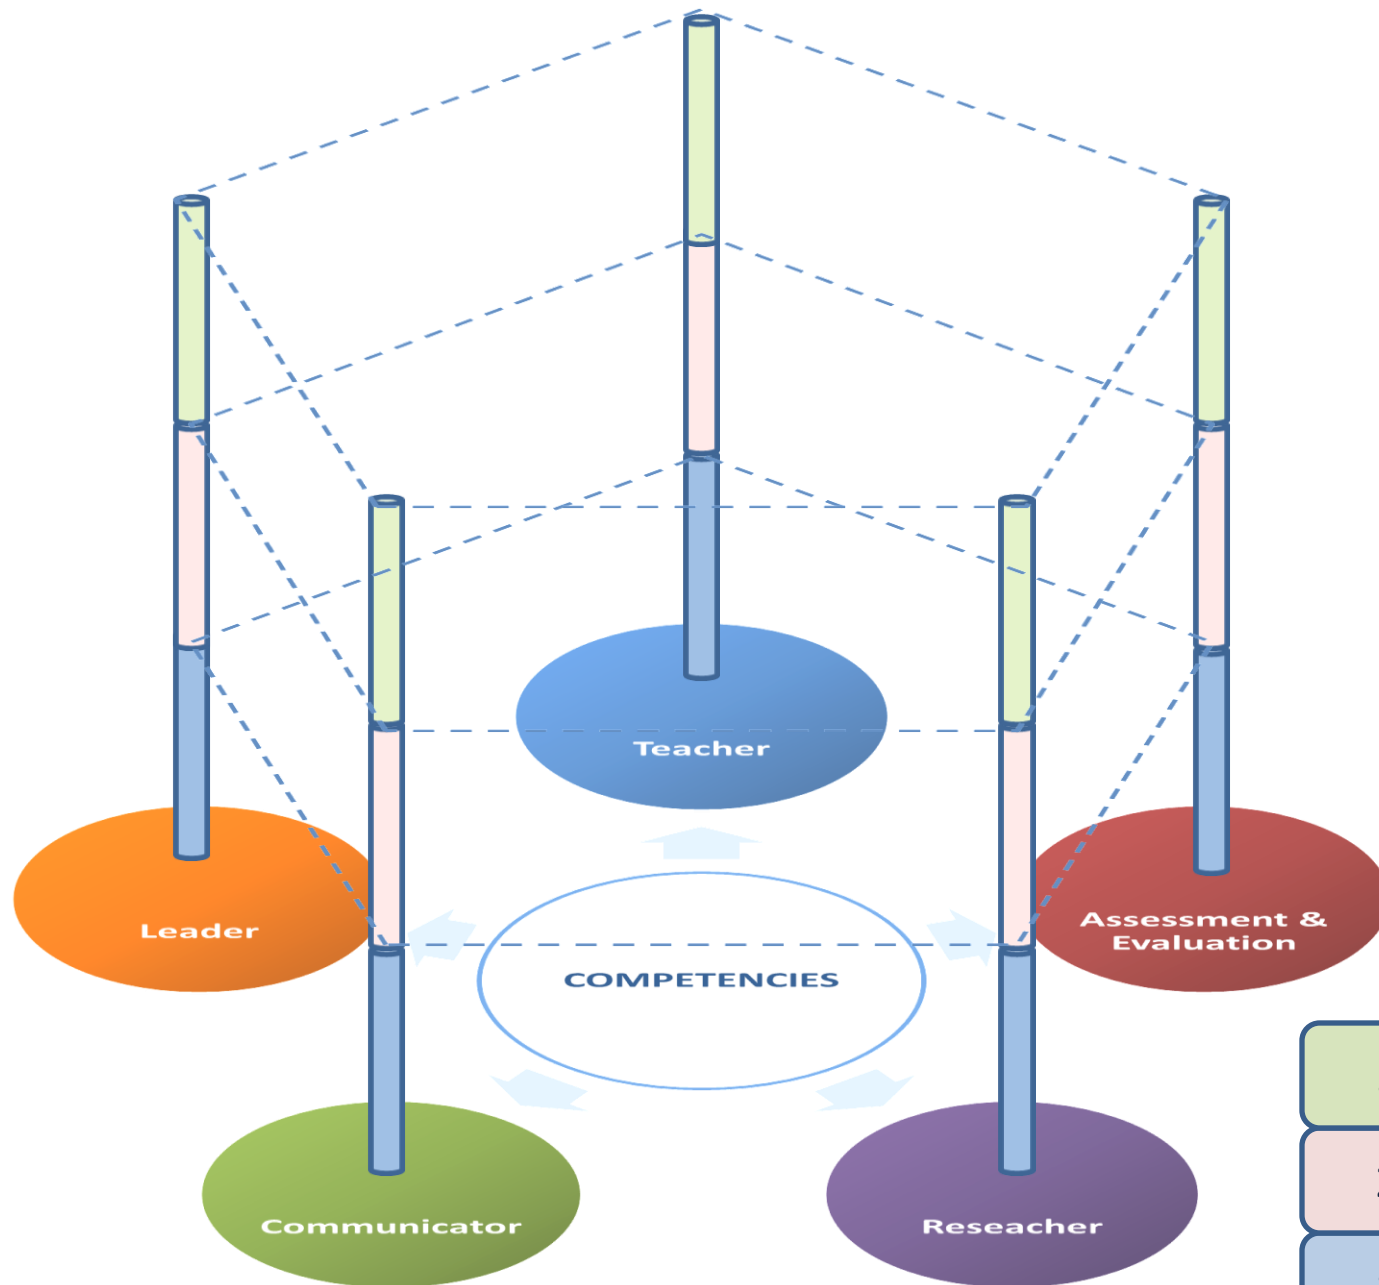 Teacher
Leader
Assessment &
Evaluation
COMPETENCIES
Communicator
Reseacher